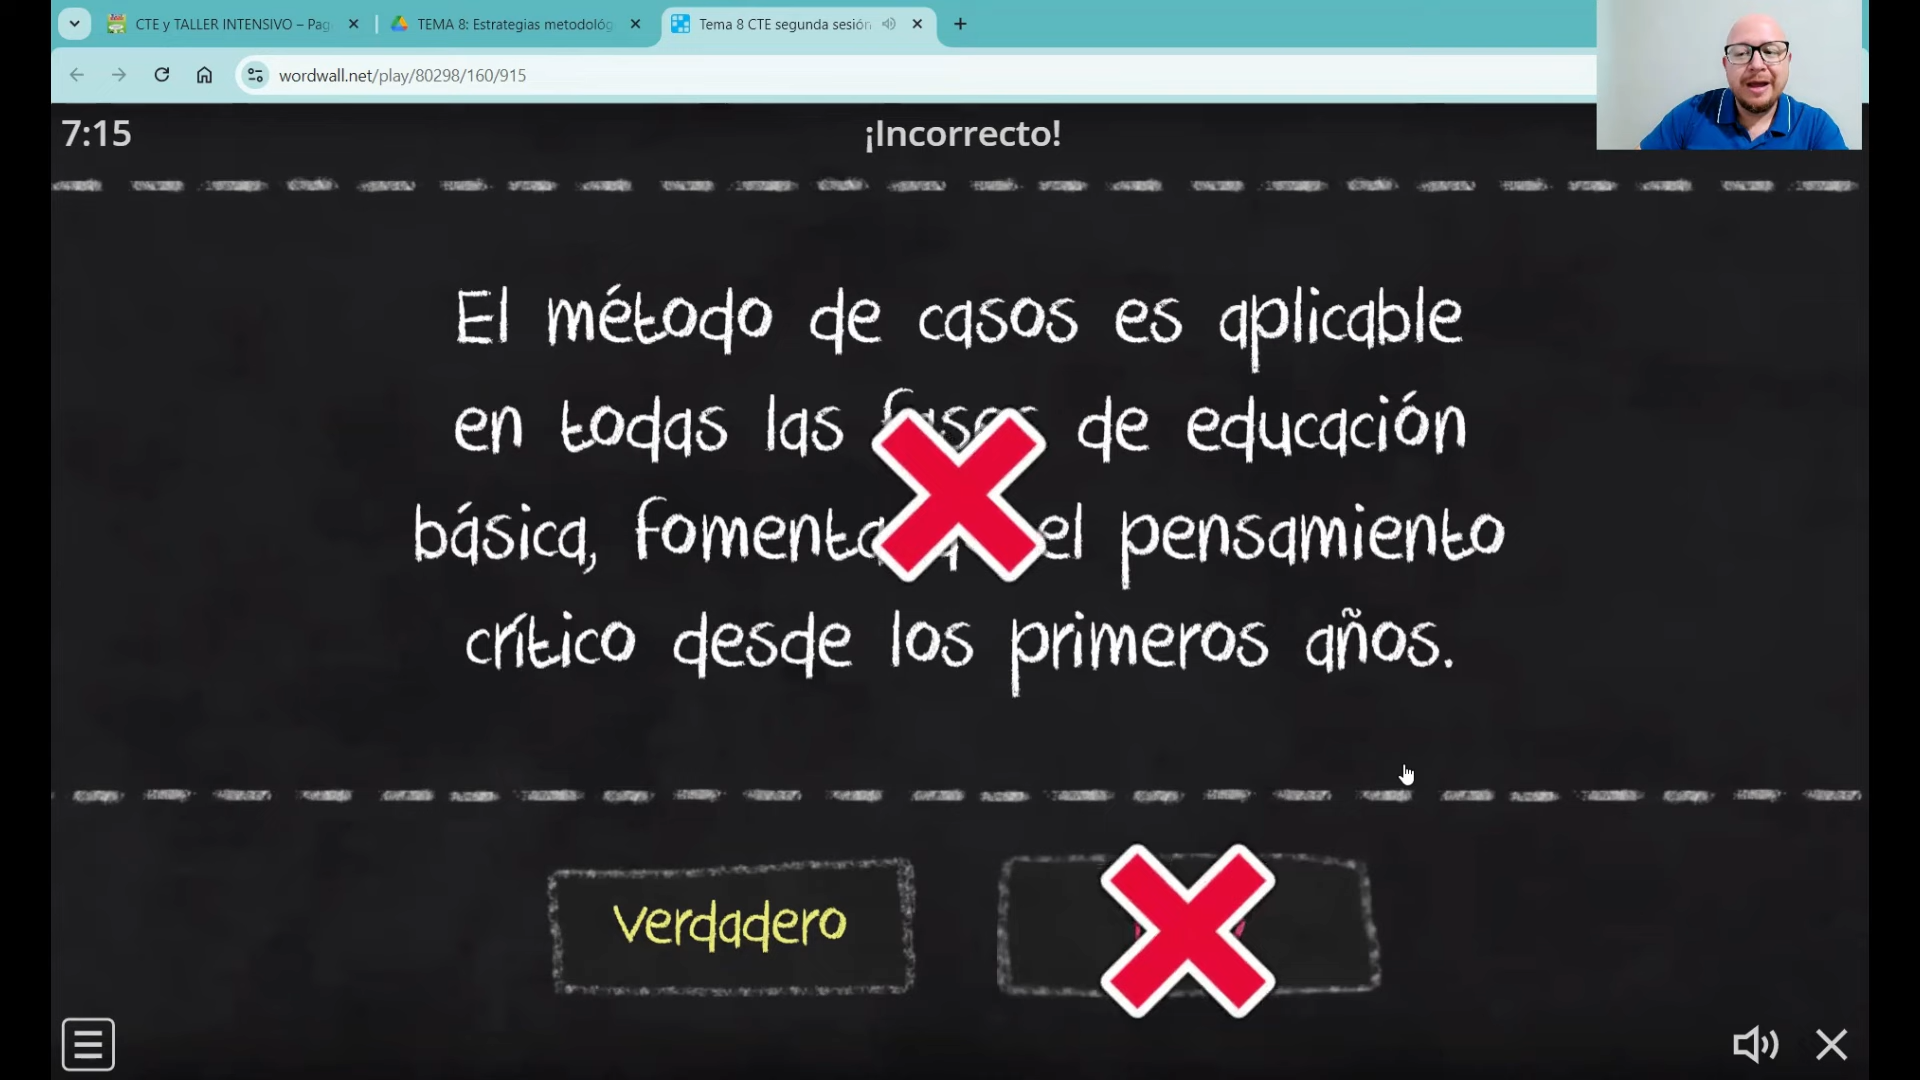 CTE y TALLER INTENSIVO – Pag
TEMA 8: Estrategias metodológ
Tema 8 CTE segunda sesión
wordwall.net/play/80298/160/915
7:15
¡Incorrecto!
El método de casos es aplicable
en todas las fases de educación
básica, el pensamiento
crítico desde los primeros años.
verdadero